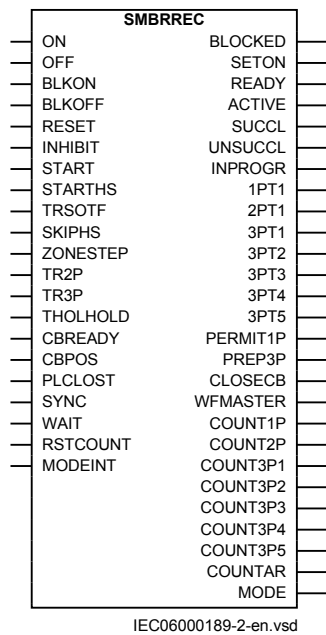 SMBRREC
ON BLOCKED
OFF SETON
BLKON READY
BLKOFF ACTIVE
RESET SUCCL
INHIBIT UNSUCCL
START INPROGR
STARTHS 1PT1
TRSOTF 2PT1
SKIPHS 3PT1
ZONESTEP 3PT2
TR2P 3PT3
TR3P 3PT4
THOLHOLD 3PT5
CBREADY PERMIT1P
CBPOS PREP3P
PLCLOST CLOSECB
SYNC WFMASTER
WAIT COUNT1P
RSTCOUNT COUNT2P
MODEINT COUNT3P1
COUNT3P2
COUNT3P3
COUNT3P4
COUNT3P5
COUNTAR
MODE
IEC06000189-2-en.vsd